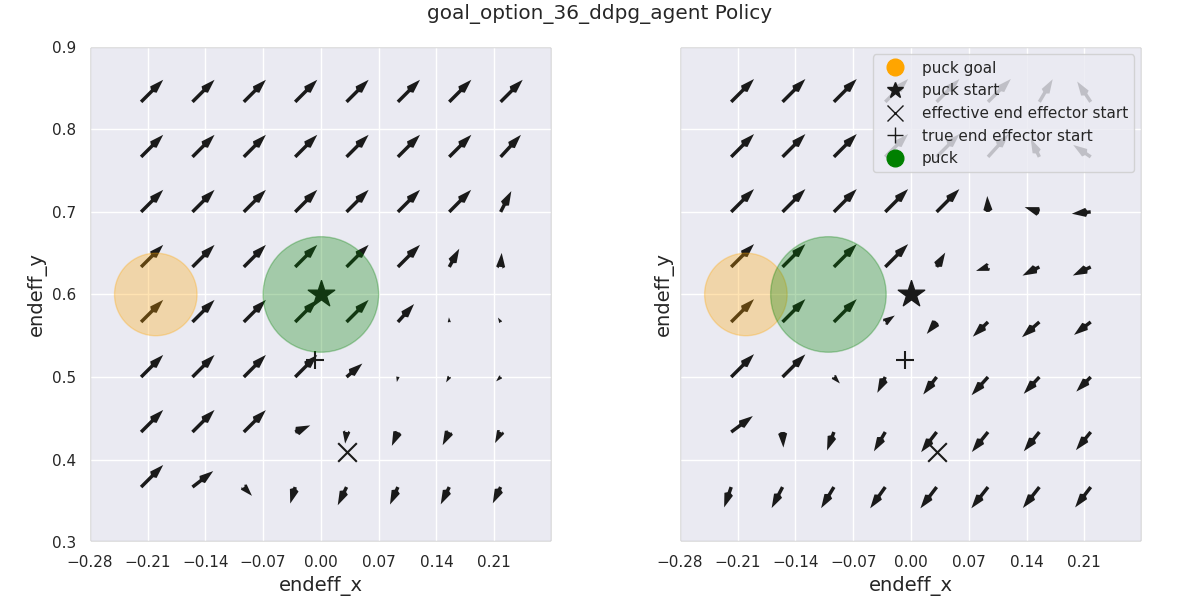 goal_option_36_ddpg_agent Policy
0.9
0.8
0.7
0.6
0.5
0.4
0.3
endeff_y
−0.28 −0.21 −0.14 −0.07 0.00 0.07 0.14 0.21
endeff_x
endeff_y
puck goal
puck start
effective end effector start
true end effector start
puck
−0.28 −0.21 −0.14 −0.07 0.00 0.07 0.14 0.21
endeff_x